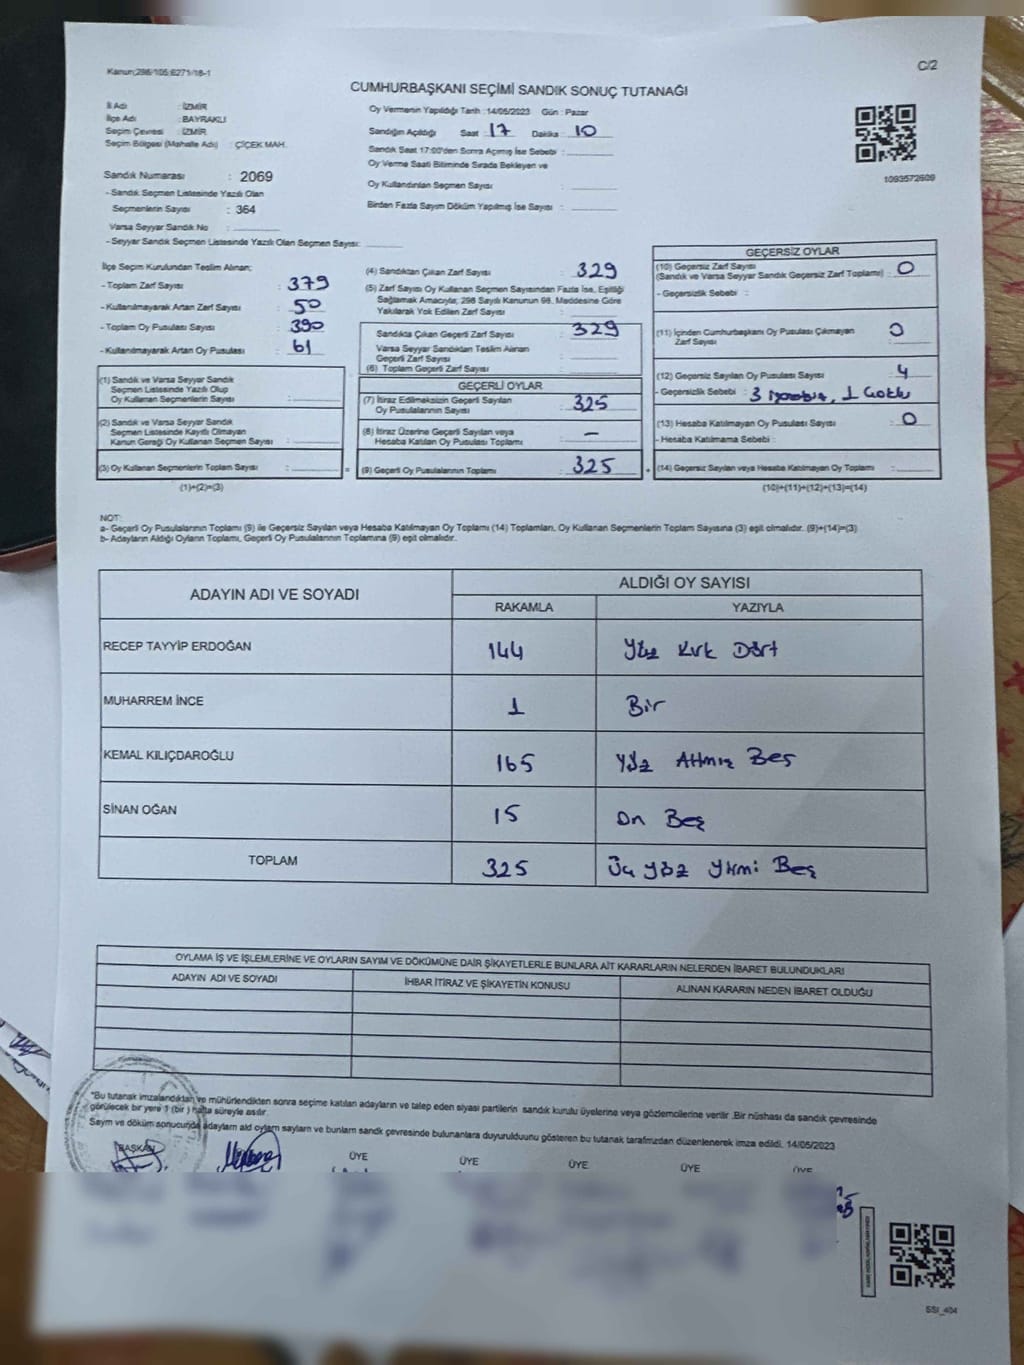 Kanun:298/105;6271/18-1
C/2
CUMHURBAŞKANI SEÇİMİ SANDIK SONUÇ TUTANAĞI
İl Adı : İZMİR
İlçe Adı : BAYRAKLI
Seçim Çevresi : İZMİR
Seçim Bölgesi (Mahalle Adı) : ÇİÇEK MAH.
Sandık Numarası : 2069
- Sandık Seçmen Listesinde Yazılı Olan
Seçmenlerin Sayısı : 364
Varsa Seyyar Sandık No :
- Seyyar Sandık Seçmen Listesinde Yazılı Olan Seçmen Sayısı:
Oy Vermenin Yapıldığı Tarih : 14/05/2023 Gün : Pazar
Sandığın Açıldığı Saat : 17 Dakika : 10
Sandık Saat 17:00'den Sonra Açılmış İse Sebebi :
Oy Verme Saati Bitiminde Sırada Bekleyen ve
Oy Kullandırılan Seçmen Sayısı :
Birden Fazla Sayım Döküm Yapılmış İse Sayısı :
1093572609
İlçe Seçim Kurulundan Teslim Alınan:
- Toplam Zarf Sayısı : 379
- Kullanılmayarak Artan Zarf Sayısı : 50
- Toplam Oy Pusulası Sayısı : 390
- Kullanılmayarak Artan Oy Pusulası : 61
(1) Sandık ve Varsa Seyyar Sandık
Seçmen Listesinde Yazılı Olup
Oy Kullanan Seçmenlerin Sayısı :
(2) Sandık ve Varsa Seyyar Sandık
Seçmen Listesinde Kayıtlı Olmayan
Kanun Gereği Oy Kullanan Seçmen Sayısı :
(3) Oy Kullanan Seçmenlerin Toplam Sayısı : =
(1)+(2)=(3)
(4) Sandıktan Çıkan Zarf Sayısı : 329
(5) Zarf Sayısı Oy Kullanan Seçmen Sayısından Fazla İse, Eşitliği
Sağlamak Amacıyla; 298 Sayılı Kanunun 98. Maddesine Göre
Yakılarak Yok Edilen Zarf Sayısı :
Sandıkta Çıkan Geçerli Zarf Sayısı : 329
Varsa Seyyar Sandıktan Teslim Alınan
Geçerli Zarf Sayısı :
(6) Toplam Geçerli Zarf Sayısı :
GEÇERLİ OYLAR
(7) İtiraz Edilmeksizin Geçerli Sayılan
Oy Pusulalarının Sayısı : 325
(8) İtiraz Üzerine Geçerli Sayılan veya
Hesaba Katılan Oy Pusulası Toplamı : –
(9) Geçerli Oy Pusulalarının Toplamı : 325 +
GEÇERSİZ OYLAR
(10) Geçersiz Zarf Sayısı
(Sandık ve Varsa Seyyar Sandık Geçersiz Zarf Toplamı) : 0
- Geçersizlik Sebebi :
(11) İçinden Cumhurbaşkanı Oy Pusulası Çıkmayan
Zarf Sayısı : 0
(12) Geçersiz Sayılan Oy Pusulası Sayısı : 4
- Geçersizlik Sebebi : 3 1
(13) Hesaba Katılmayan Oy Pusulası Sayısı : 0
- Hesaba Katılmama Sebebi :
(14) Geçersiz Sayılan veya Hesaba Katılmayan Oy Toplamı :
(10)+(11)+(12)+(13)=(14)
NOT:
a- Geçerli Oy Pusulalarının Toplamı (9) ile Geçersiz Sayılan veya Hesaba Katılmayan Oy Toplamı (14) Toplamları, Oy Kullanan Seçmenlerin Toplam Sayısına (3) eşit olmalıdır. (9)+(14)=(3)
b- Adayların Aldığı Oyların Toplamı, Geçerli Oy Pusulalarının Toplamına (9) eşit olmalıdır.
ADAYIN ADI VE SOYADI
ALDIĞI OY SAYISI
RAKAMLA YAZIYLA
RECEP TAYYİP ERDOĞAN 144 Yüz Kırk Dört
MUHARREM İNCE 1 Bir
KEMAL KILIÇDAROĞLU 165 Yüz Altmış Beş
SİNAN OĞAN 15 On Beş
TOPLAM 325 Üç Yüz Yirmi Beş
OYLAMA İŞ VE İŞLEMLERİNE VE OYLARIN SAYIM VE DÖKÜMÜNE DAİR ŞİKAYETLERLE BUNLARA AİT KARARLARIN NELERDEN İBARET BULUNDUKLARI
ADAYIN ADI VE SOYADI
İHBAR İTİRAZ VE ŞİKAYETİN KONUSU
ALINAN KARARIN NEDEN İBARET OLDUĞU
"Bu tutanak imzalandıktan ve mühürlendikten sonra seçime katılan adayların ve talep eden siyasi partilerin sandık kurulu üyelerine veya gözlemcilerine verilir .Bir nüshası da sandık çevresinde
görülecek bir yere 1 (bir ) hafta süreyle asılır.
Sayım ve döküm sonucunda adayların ald oyların sayların ve bunların sandk çevresinde bulunanlara duyurulduunu gösteren bu tutanak tarafmzdan düzenlenerek imza edildi. 14/05/2023
BAŞKAN ÜYE ÜYE ÜYE ÜYE ÜYE
SSI_404